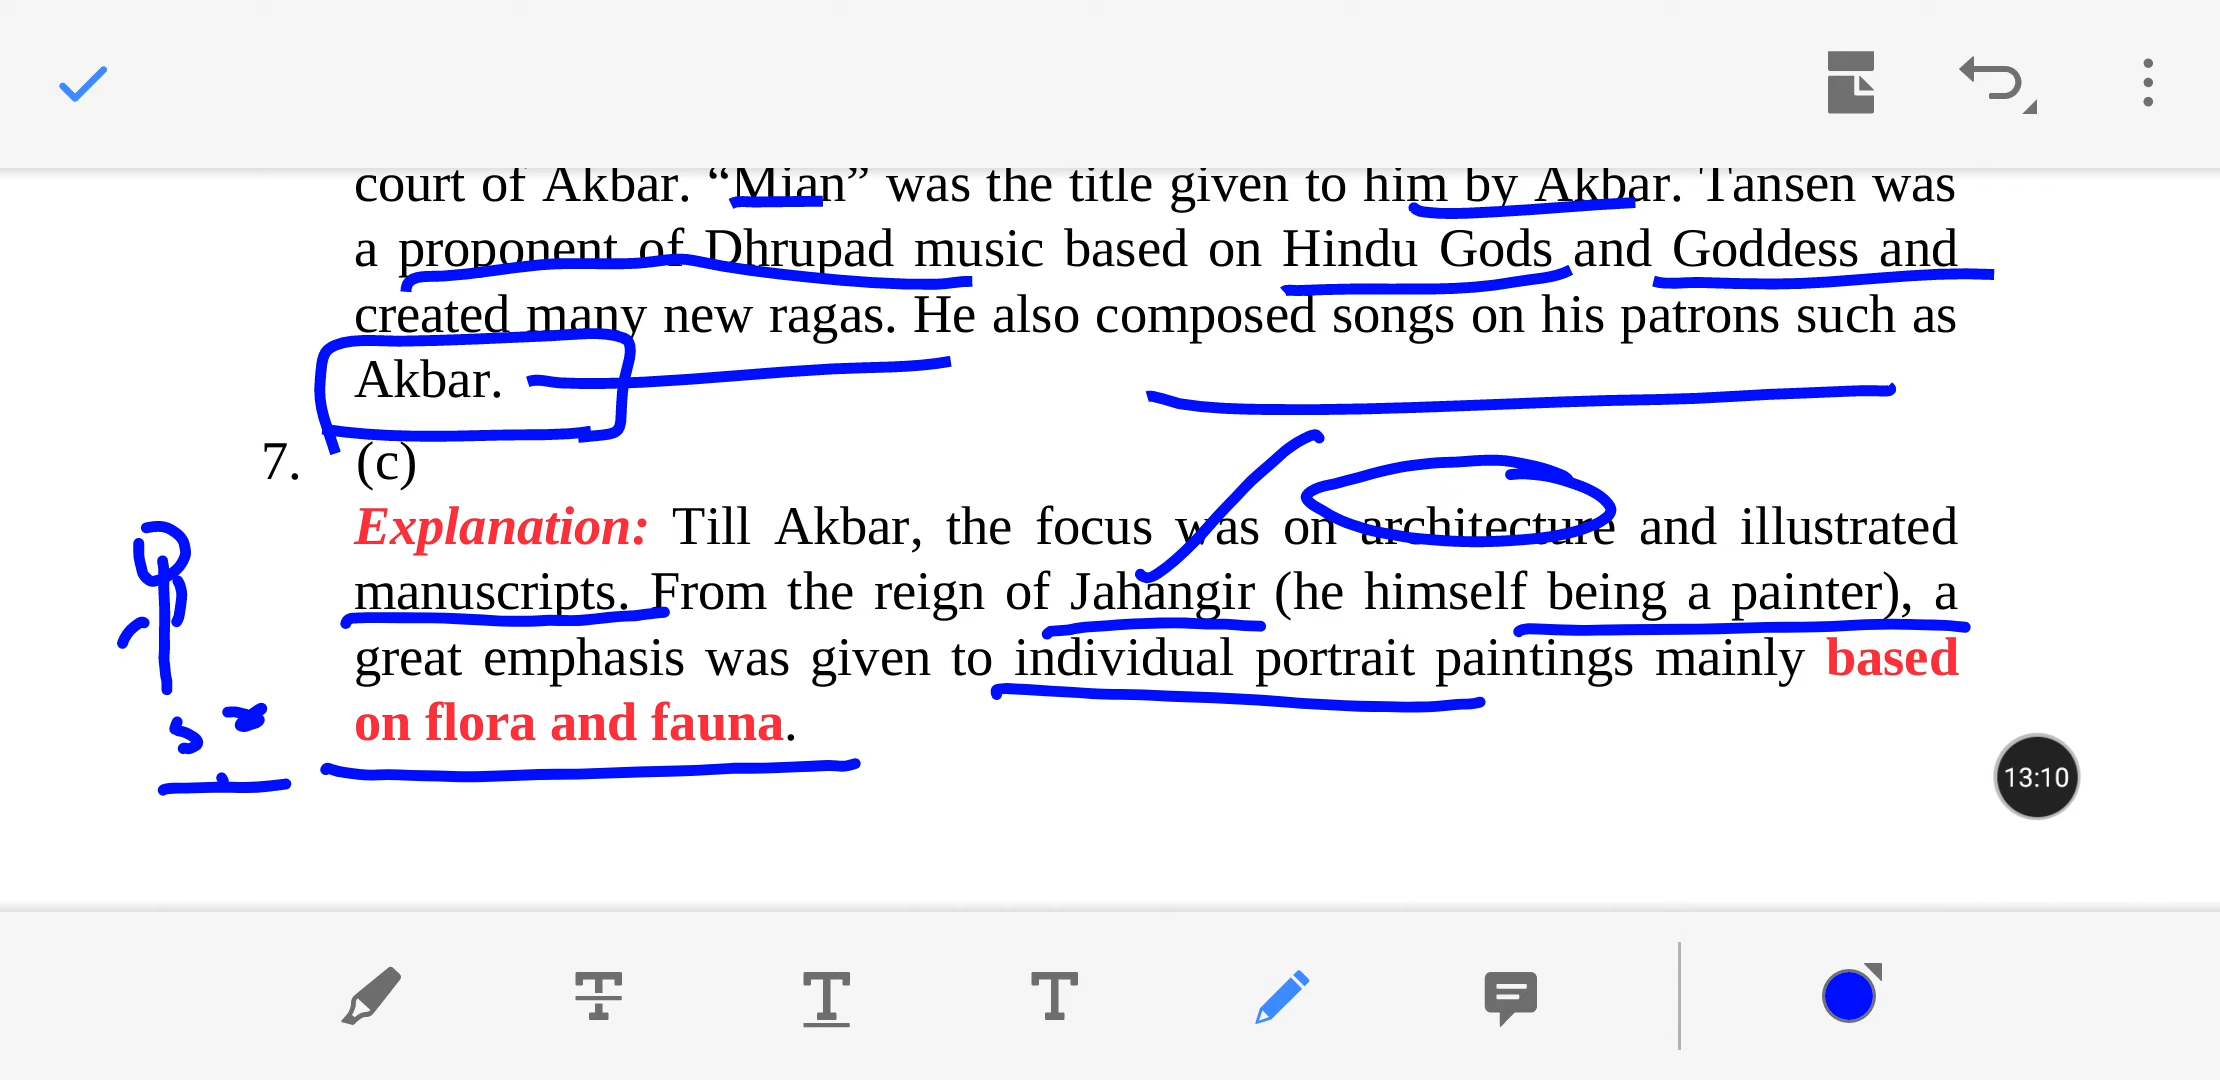 court of Akbar. “Mian” was the title given to him by Akbar. Tansen was
a proponent of Dhrupad music based on Hindu Gods and Goddess and
created many new ragas. He also composed songs on his patrons such as
Akbar.
7. (c)
Explanation: Till Akbar, the focus was on architecture and illustrated
manuscripts. From the reign of Jahangir (he himself being a painter), a
great emphasis was given to individual portrait paintings mainly based
on flora and fauna.
13:10